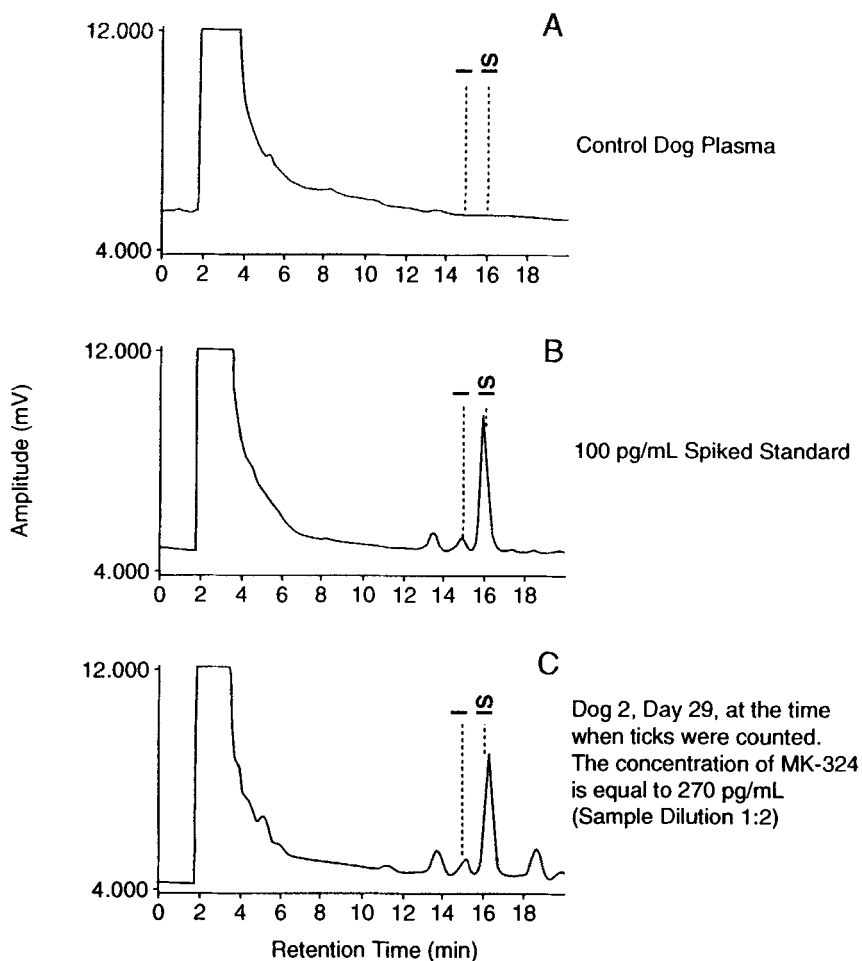 A
12.000
I
IS
Control Dog Plasma
4.000
0 2 4 6 8 10 12 14 16 18
B
12.000
I
IS
100 pg/mL Spiked Standard
4.000
0 2 4 6 8 10 12 14 16 18
Amplitude (mV)
C
12.000
I
IS
Dog 2, Day 29, at the time
when ticks were counted.
The concentration of MK-324
is equal to 270 pg/mL
(Sample Dilution 1:2)
4.000
0 2 4 6 8 10 12 14 16 18
Retention Time (min)